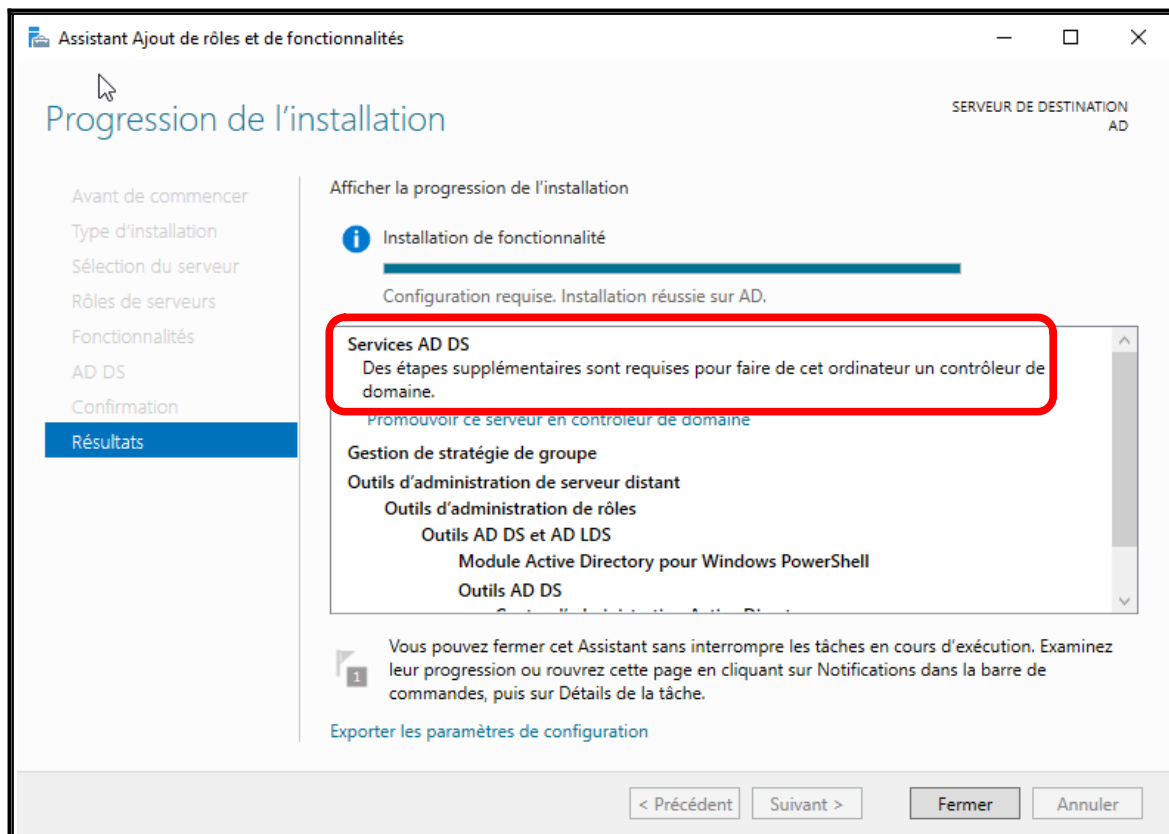 Assistant Ajout de rôles et de fonctionnalités
Progression de l'installation
SERVEUR DE DESTINATION
AD
Avant de commencer
Type d'installation
Sélection du serveur
Rôles de serveurs
Fonctionnalités
AD DS
Confirmation
Résultats
Afficher la progression de l'installation
Installation de fonctionnalité
Configuration requise. Installation réussie sur AD.
Services AD DS
Des étapes supplémentaires sont requises pour faire de cet ordinateur un contrôleur de
domaine.
Promouvoir ce serveur en contrôleur de domaine
Gestion de stratégie de groupe
Outils d'administration de serveur distant
Outils d'administration de rôles
Outils AD DS et AD LDS
Module Active Directory pour Windows PowerShell
Outils AD DS
1
Vous pouvez fermer cet Assistant sans interrompre les tâches en cours d'exécution. Examinez
leur progression ou rouvrez cette page en cliquant sur Notifications dans la barre de
commandes, puis sur Détails de la tâche.
Exporter les paramètres de configuration
< Précédent
Suivant >
Fermer
Annuler